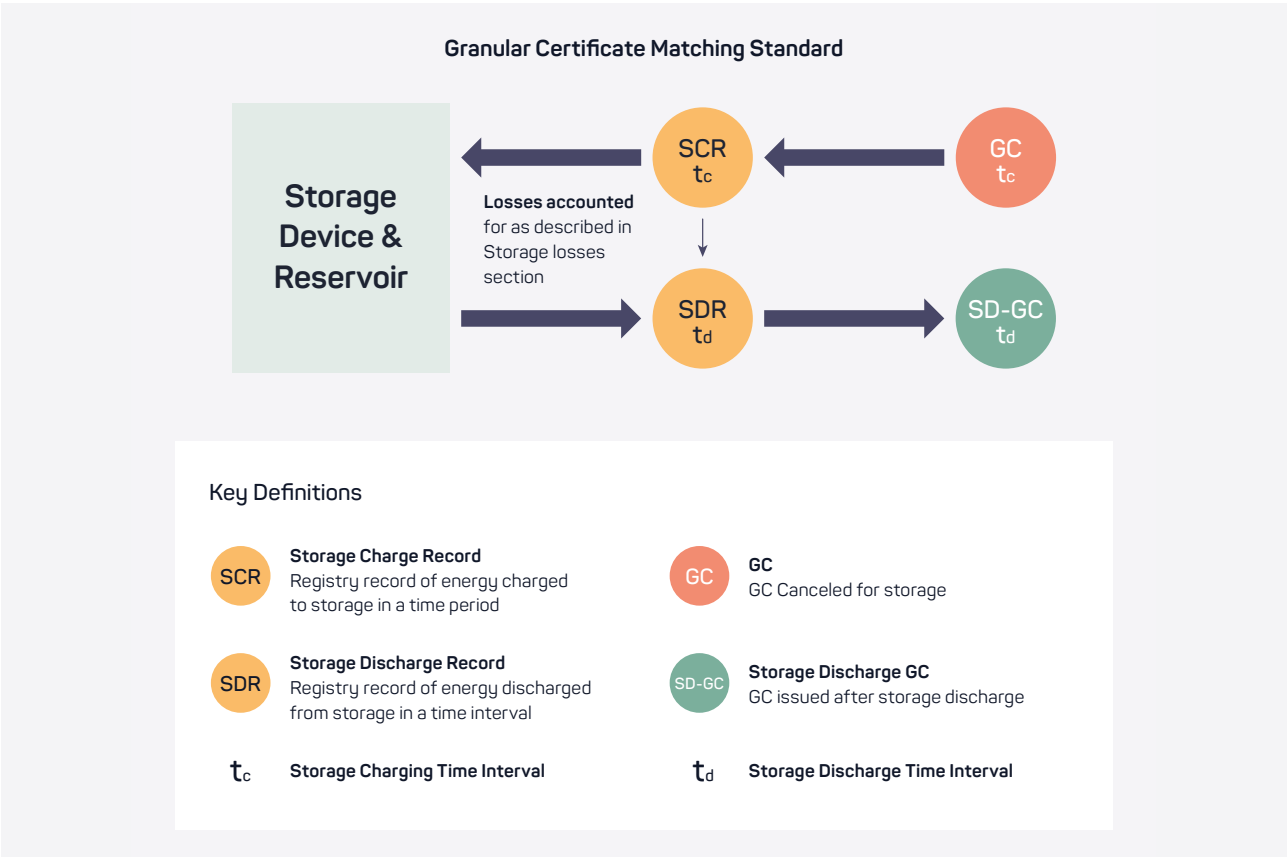 Granular Certificate Matching Standard
Storage
Device &
Reservoir
SCR
tc
GC
tc
Losses accounted
for as described in
Storage losses
section
SDR
td
SD-GC
td
Key Definitions
SCR
Storage Charge Record
Registry record of energy charged
to storage in a time period
GC
GC
GC Canceled for storage
SDR
Storage Discharge Record
Registry record of energy discharged
from storage in a time interval
SD-GC
Storage Discharge GC
GC issued after storage discharge
tc
Storage Charging Time Interval
td
Storage Discharge Time Interval